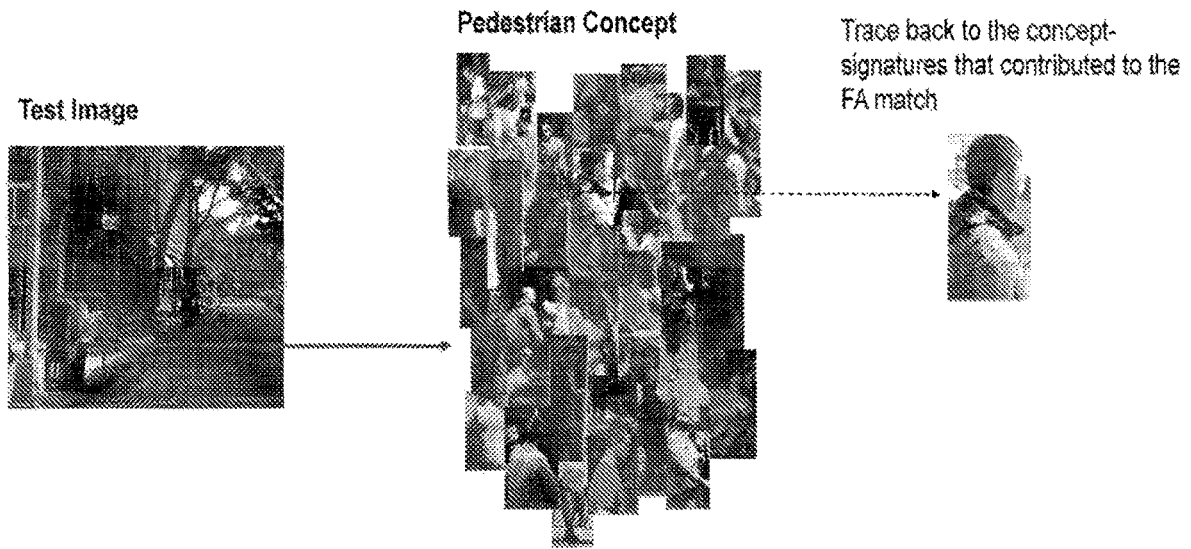 Test Image
Pedestrian Concept
Trace back to the concept-
signatures that contributed to the
FA match